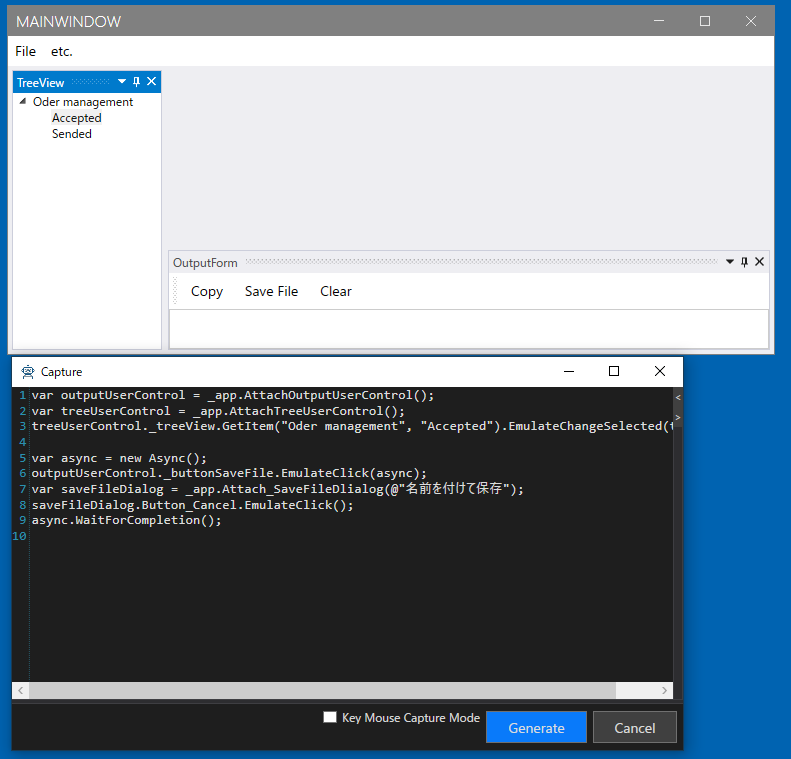 MAINWINDOW
File etc.
TreeView
Oder management
Accepted
Sended
OutputForm
Copy Save File Clear
Capture
1 var outputUserControl = _app.AttachOutputUserControl();
2 var treeUserControl = _app.AttachTreeUserControl();
3 treeUserControl._treeView.GetItem("Oder management", "Accepted").EmulateChangeSelected(t
4
5 var async = new Async();
6 outputUserControl._buttonSaveFile.EmulateClick(async);
7 var saveFileDialog = _app.Attach_SaveFileDlialog(@"名前を付けて保存");
8 saveFileDialog.Button_Cancel.EmulateClick();
9 async.WaitForCompletion();
10
Key Mouse Capture Mode Generate Cancel